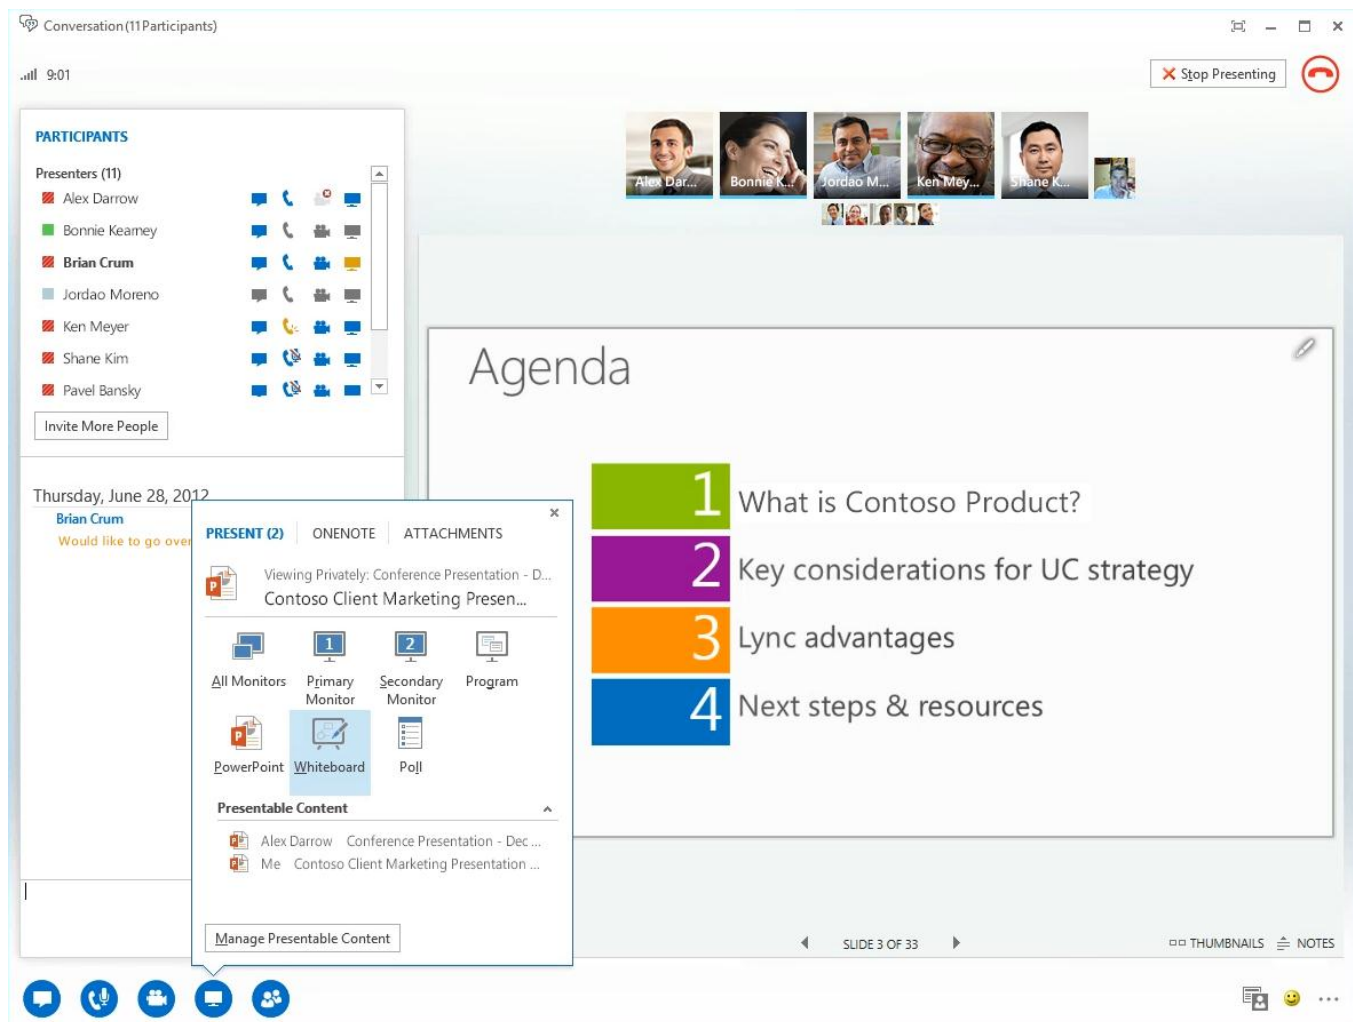 Conversation (11 Participants)
9:01
Stop Presenting
PARTICIPANTS
Presenters (11)
Alex Darrow
Bonnie Kearney
Brian Crum
Jordao Moreno
Ken Meyer
Shane Kim
Pavel Bansky
Invite More People
Alex Dar...
Bonnie K...
Jordao M...
Ken Mey...
Shane K...
Thursday, June 28, 2012
Brian Crum
Would like to go over
PRESENT (2) ONENOTE ATTACHMENTS
Viewing Privately: Conference Presentation - D...
Contoso Client Marketing Presen...
1
2
All Monitors
Primary Monitor
Secondary Monitor
Program
PowerPoint
Whiteboard
Poll
Presentable Content
Alex Darrow Conference Presentation - Dec ...
Me Contoso Client Marketing Presentation ...
Manage Presentable Content
Agenda
1 What is Contoso Product?
2 Key considerations for UC strategy
3 Lync advantages
4 Next steps & resources
SLIDE 3 OF 33
THUMBNAILS
NOTES